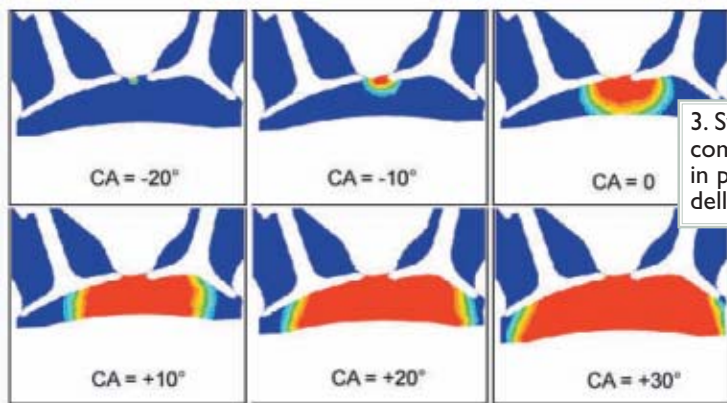 CA = -20°
CA = -10°
CA = 0
3. S
con
in p
dell
CA = +10°
CA = +20°
CA = +30°